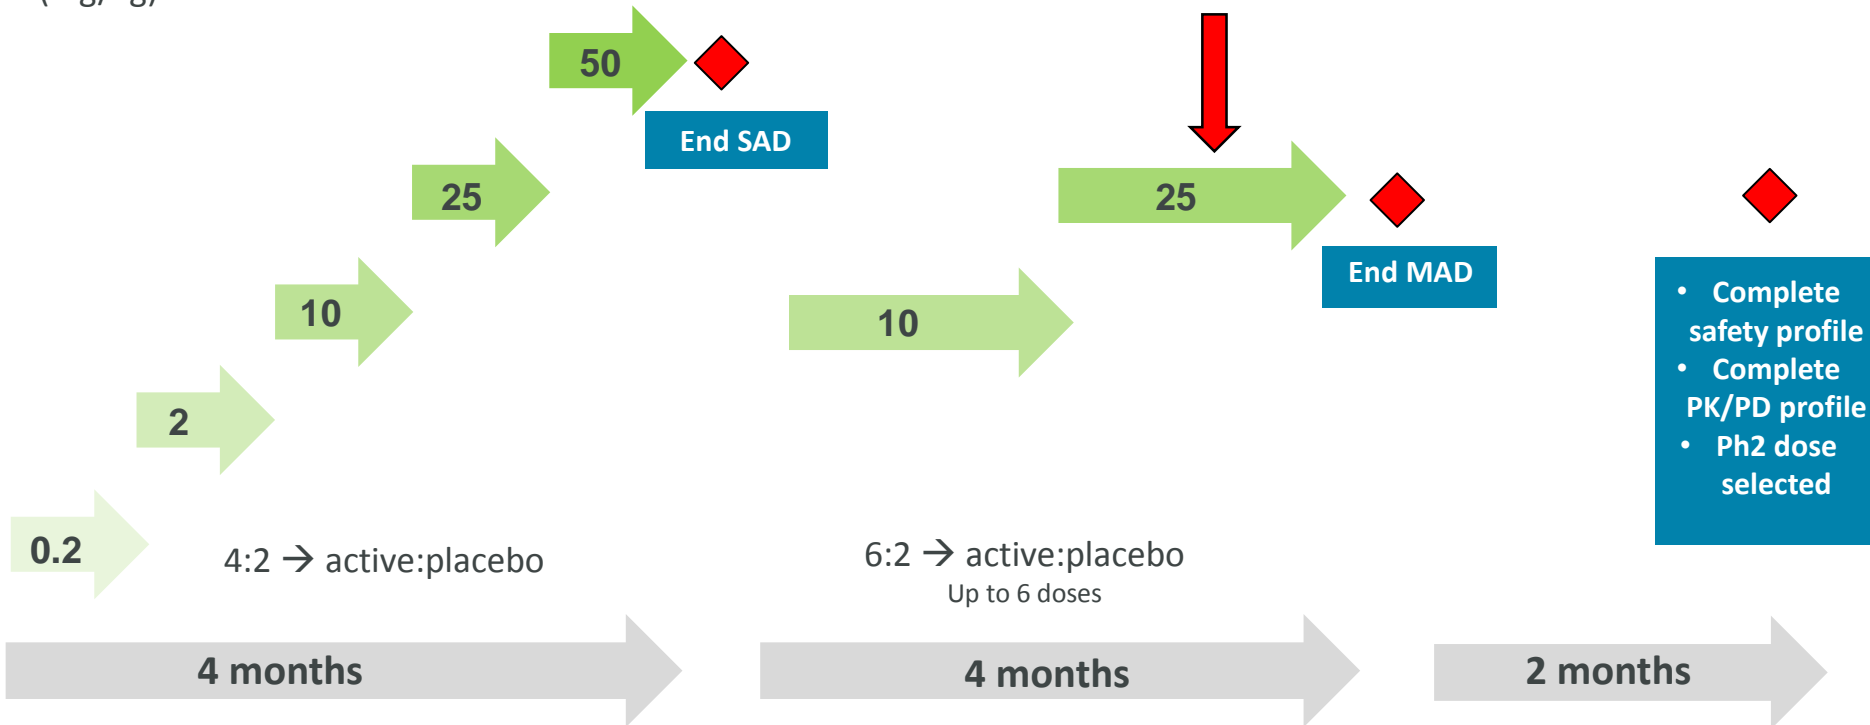 50
End SAD
25
25
End MAD
10
10
2
0.2
4:2 → active:placebo
6:2 → active:placebo
Up to 6 doses
• Complete
safety profile
• Complete
PK/PD profile
• Ph2 dose
selected
4 months
4 months
2 months